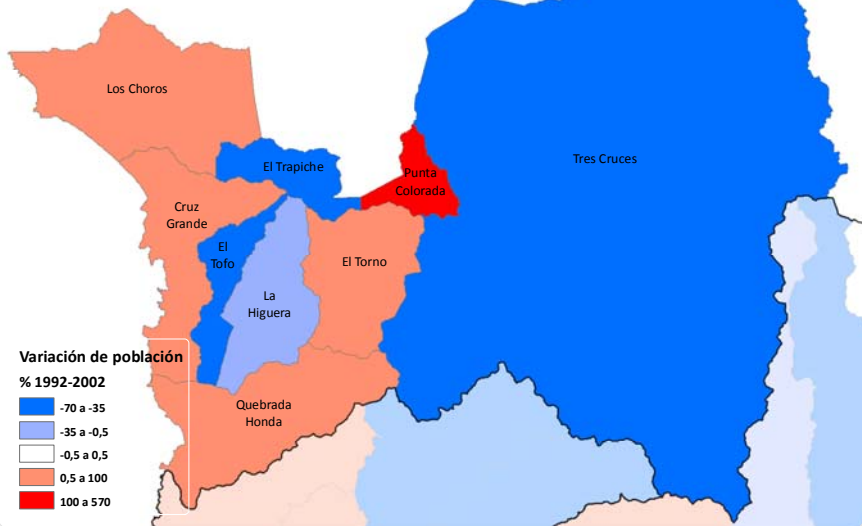 Los Choros
El Trapiche
Tres Cruces
Punta
Colorada
Cruz
Grande
El
Tofo
El Torno
La
Higuera
Quebrada
Honda
Variación de población
% 1992-2002
-70 a -35
-35 a -0,5
-0,5 a 0,5
0,5 a 100
100 a 570